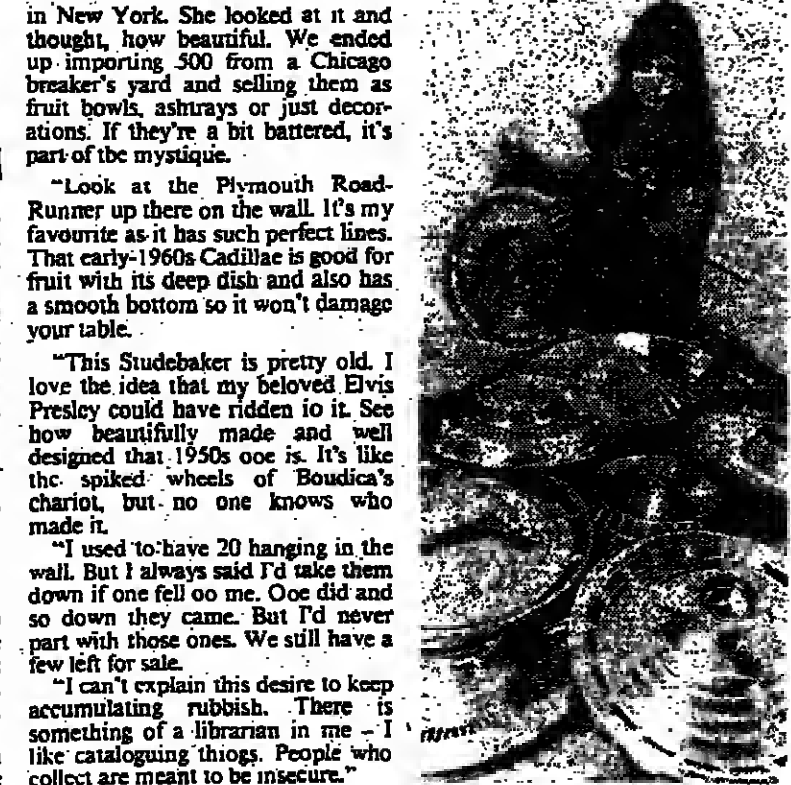 in New York. She looked at it and
thought, how beautiful. We ended
up importing 500 from a Chicago
breaker's yard and selling them as
fruit bowls, ashtrays or just decor-
ations. If they're a bit battered, it's
part of the mystique.
"Look at the Plymouth Road-
Runner up there on the wall. It's my
favourite as it has such perfect lines.
That early-1960s Cadillac is good for
fruit with its deep dish and also has
a smooth bottom so it won't damage
your table.
"This Studebaker is pretty old. I
love the idea that my beloved Elvis
Presley could have ridden io it. See
how beautifully made and well
designed that 1950s ooe is. It's like
the spiked wheels of Boudica's
chariot, but no one knows who
made it.
"I used to have 20 hanging in the
wall. But I always said I'd take them
down if one fell oo me. Ooe did and
so down they came. But I'd never
part with those ones. We still have a
few left for sale.
"I can't explain this desire to keep
accumulating rubbish. There is
something of a librarian in me – I
like cataloguing thiogs. People who
collect are meant to be insecure."